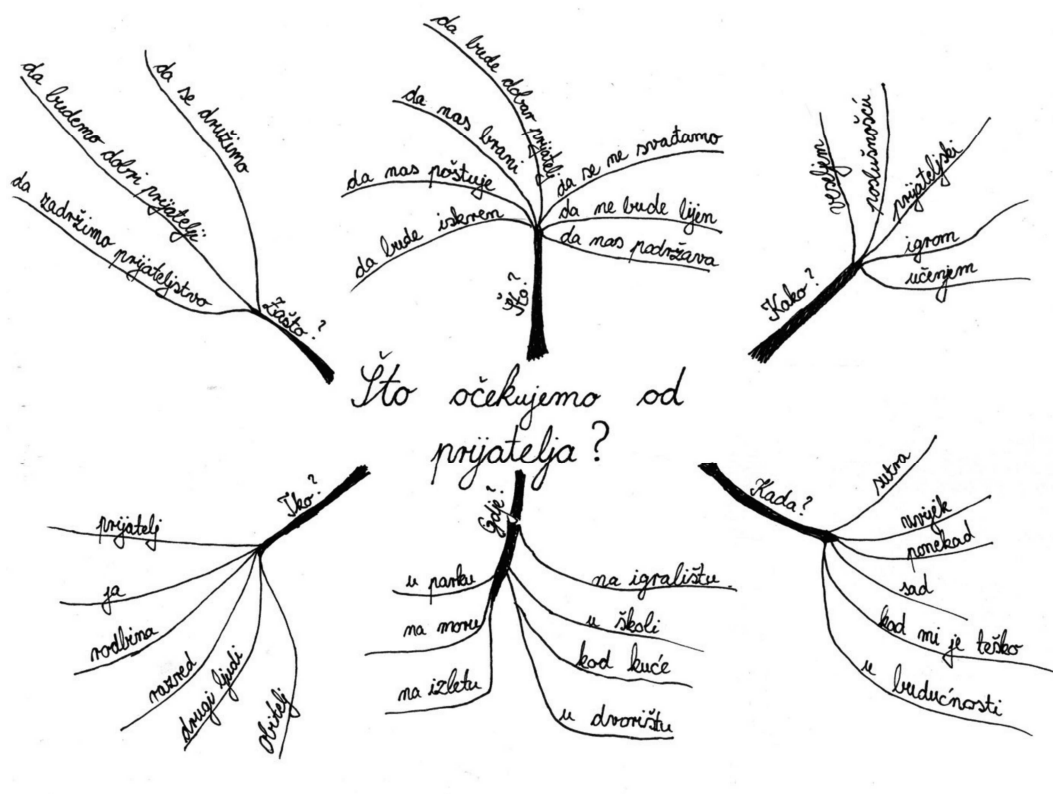 da budemo dobri prijatelji
da se družimo
da zadržimo prijateljstvo
Zašto?
da bude dobar prijatelj
da nas brani
da nas poštuje
da bude iskren
da se ne svađamo
da ne bude lijen
da nas podržava
Što?
veseljem
poslušnošću
prijateljski
igrom
učenjem
Kako?
Što očekujemo od
prijatelja?
Tko?
prijatelj
ja
rodbina
razred
drugi ljudi
obitelj
Gdje?
u parku
na moru
na izletu
na igralištu
u školi
kod kuće
u dvorištu
Kada?
sutra
uvijek
ponekad
sad
kad mi je teško
u budućnosti